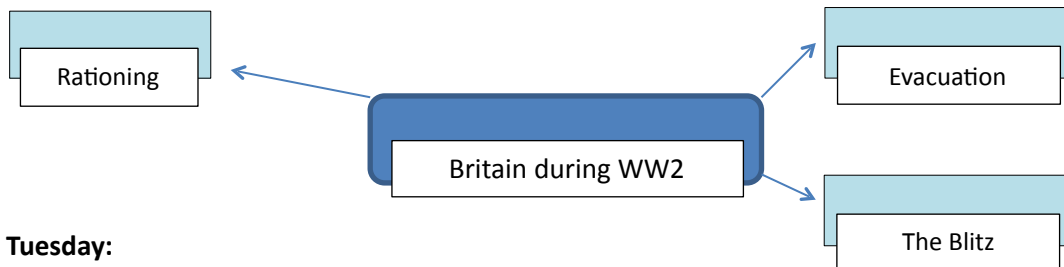 Rationing
Evacuation
Britain during WW2
The Blitz
Tuesday: